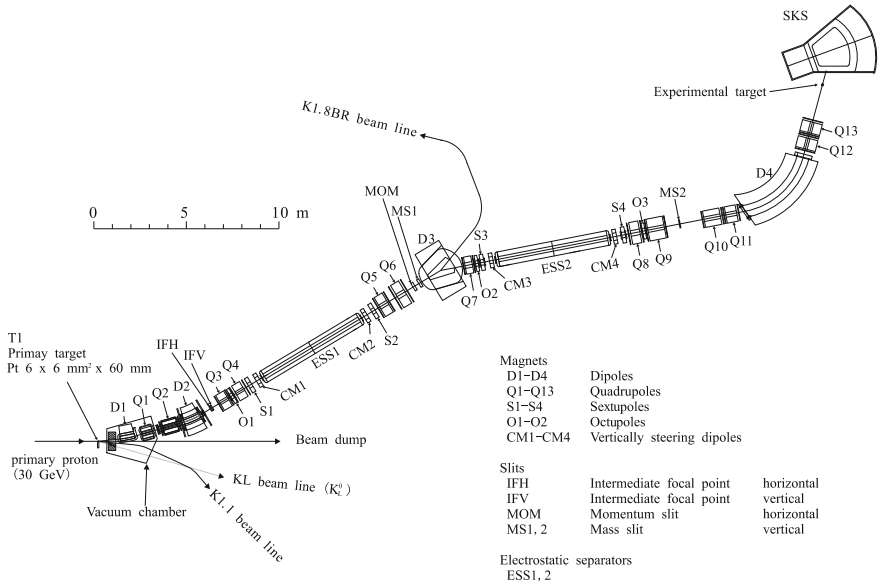 SKS
Experimental target
Q13
Q12
D4
K1.8BR beam line
0 5 10 m
MOM
MS1
D3
S3
S4
O3
MS2
Q10
Q11
Q5
Q6
Q7
O2
CM3
ESS2
CM4
Q8
Q9
T1
Primay target
Pt 6 x 6 mm² x 60 mm
IFH
IFV
Q3
Q4
ESS1
CM2
S2
D1
Q1
Q2
D2
O1
S1
CM1
Beam dump
primary proton
(30 GeV)
KL beam line (K⁰L)
K1.1 beam line
Vacuum chamber
Magnets
D1-D4 Dipoles
Q1-Q13 Quadrupoles
S1-S4 Sextupoles
O1-O2 Octupoles
CM1-CM4 Vertically steering dipoles
Slits
IFH Intermediate focal point horizontal
IFV Intermediate focal point vertical
MOM Momentum slit horizontal
MS1, 2 Mass slit vertical
Electrostatic separators
ESS1, 2